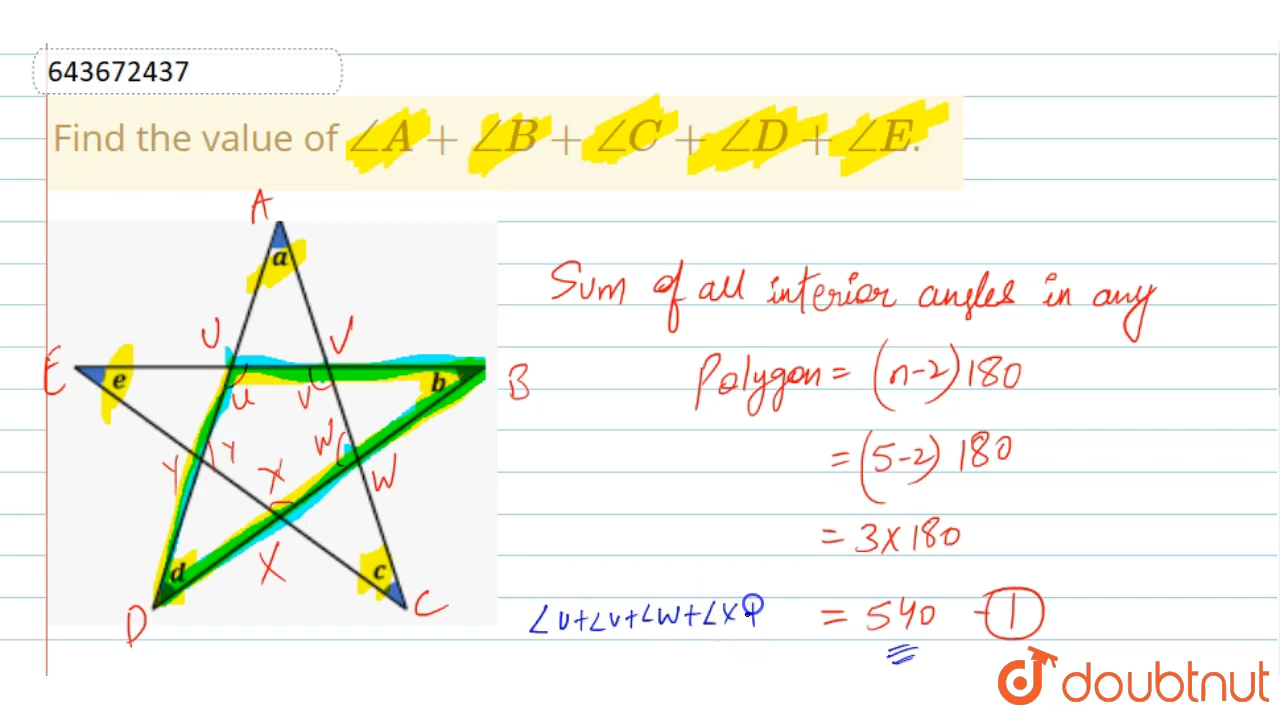 643672437
Find the value of ∠A + ∠B + ∠C + ∠D + ∠E.
A
a
U
V
E
e
u
v
b
B
Y
Y
W
X
W
d
X
c
D
C
Sum of all interior angles in any
Polygon = (n-2) 180
= (5-2) 180
= 3 x 180
∠U+∠V+∠W+∠X+ = 540 - 1
doubtnut